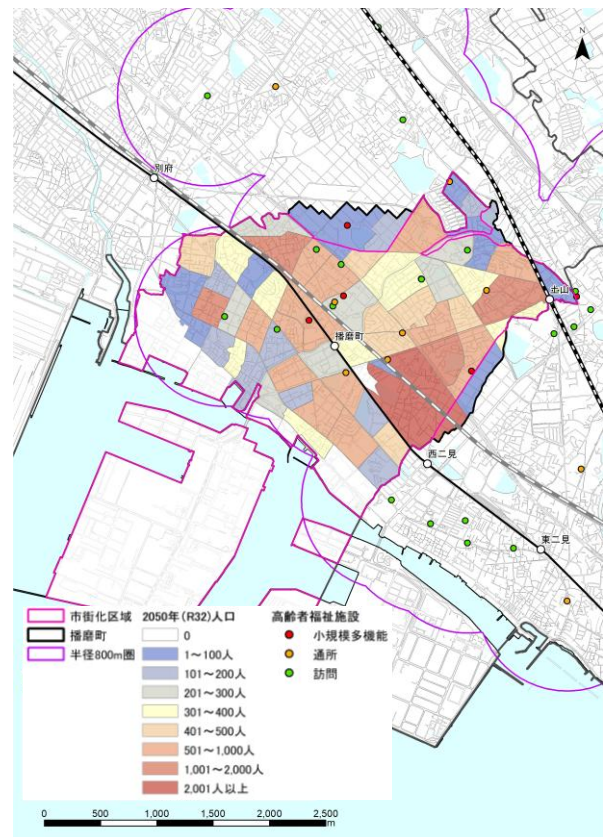 N
別府
土山
播磨町
西二見
東二見
市街化区域
播磨町
半径800m圏
2050年(R32)人口
0
1～100人
101～200人
201～300人
301～400人
401～500人
501～1,000人
1,001～2,000人
2,001人以上
高齢者福祉施設
小規模多機能
通所
訪問
0 500 1,000 1,500 2,000 2,500
m